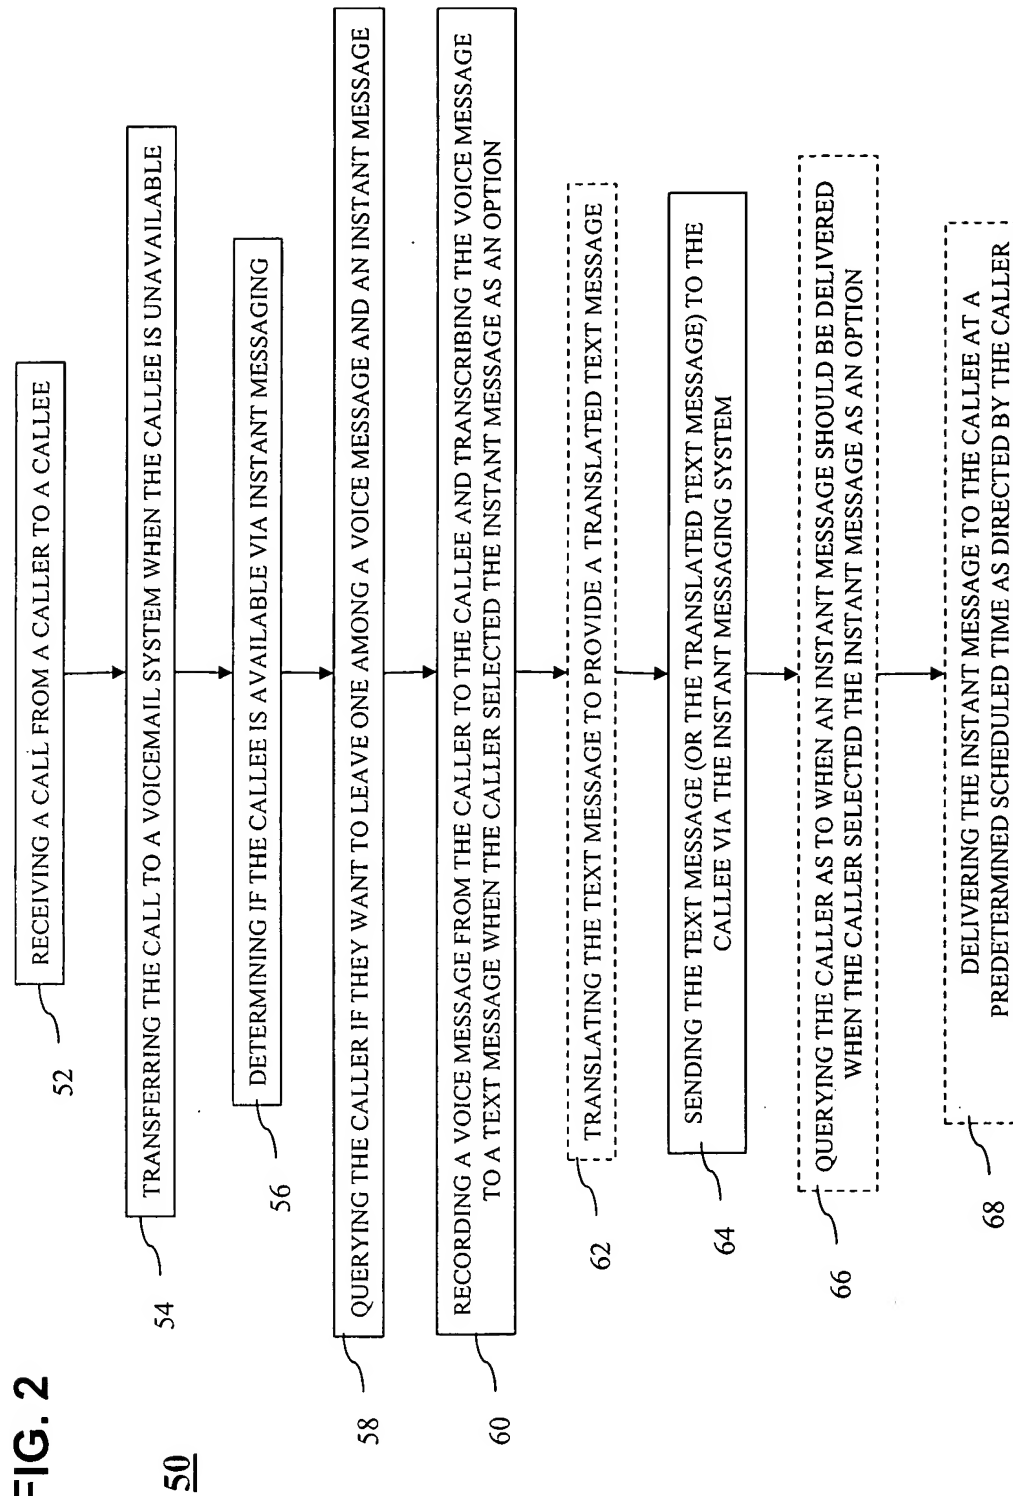 FIG. 2
50
52
RECEIVING A CALL FROM A CALLER TO A CALLEE
54
TRANSFERRING THE CALL TO A VOICEMAIL SYSTEM WHEN THE CALLEE IS UNAVAILABLE
56
DETERMINING IF THE CALLEE IS AVAILABLE VIA INSTANT MESSAGING
58
QUERYING THE CALLER IF THEY WANT TO LEAVE ONE AMONG A VOICE MESSAGE AND AN INSTANT MESSAGE
60
RECORDING A VOICE MESSAGE FROM THE CALLER TO THE CALLEE AND TRANSCRIBING THE VOICE MESSAGE
TO A TEXT MESSAGE WHEN THE CALLER SELECTED THE INSTANT MESSAGE AS AN OPTION
62
TRANSLATING THE TEXT MESSAGE TO PROVIDE A TRANSLATED TEXT MESSAGE
64
SENDING THE TEXT MESSAGE (OR THE TRANSLATED TEXT MESSAGE) TO THE
CALLEE VIA THE INSTANT MESSAGING SYSTEM
66
QUERYING THE CALLER AS TO WHEN AN INSTANT MESSAGE SHOULD BE DELIVERED
WHEN THE CALLER SELECTED THE INSTANT MESSAGE AS AN OPTION
68
DELIVERING THE INSTANT MESSAGE TO THE CALLEE AT A
PREDETERMINED SCHEDULED TIME AS DIRECTED BY THE CALLER